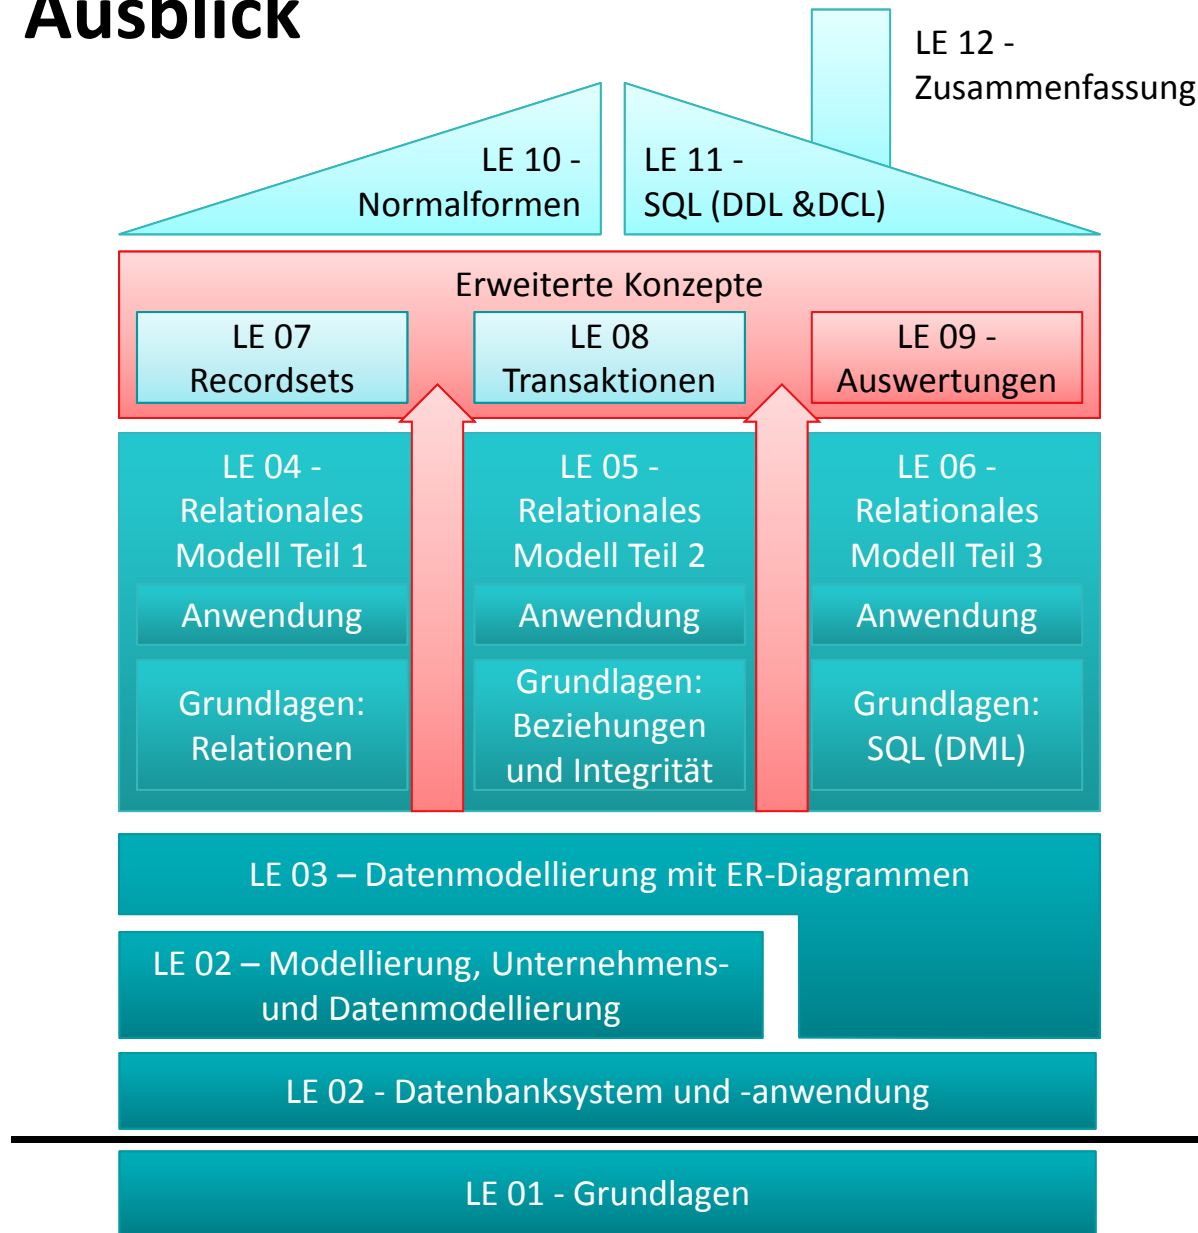 Ausblick
LE 12 -
Zusammenfassung
LE 10 -
Normalformen
LE 11 -
SQL (DDL &DCL)
Erweiterte Konzepte
LE 07
Recordsets
LE 08
Transaktionen
LE 09 -
Auswertungen
LE 04 -
Relationales
Modell Teil 1
Anwendung
Grundlagen:
Relationen
LE 05 -
Relationales
Modell Teil 2
Anwendung
Grundlagen:
Beziehungen
und Integrität
LE 06 -
Relationales
Modell Teil 3
Anwendung
Grundlagen:
SQL (DML)
LE 03 – Datenmodellierung mit ER-Diagrammen
LE 02 – Modellierung, Unternehmens-
und Datenmodellierung
LE 02 - Datenbanksystem und -anwendung
LE 01 - Grundlagen